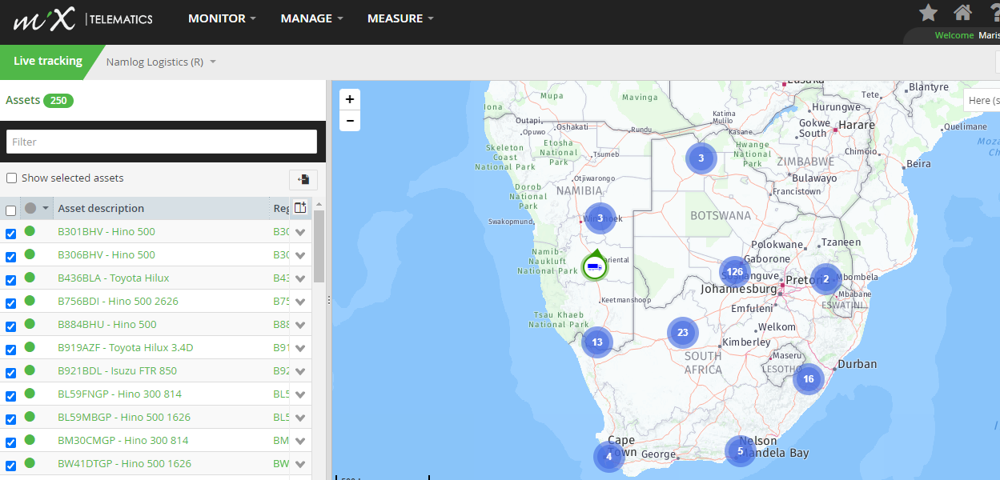 mix TELEMATICS
MONITOR MANAGE MEASURE
?
Welcome Maris
Live tracking Namlog Logistics (R)
Assets 250
Filter
Show selected assets
Asset description Reg
B301BHV - Hino 500 B30
B306BHV - Hino 500 B30
B436BLA - Toyota Hilux B43
B756BDI - Hino 500 2626 B75
B884BHU - Hino 500 B88
B919AZF - Toyota Hilux 3.4D B91
B921BDL - Isuzu FTR 850 B92
BL59FNGP - Hino 300 814 BL5
BL59MBGP - Hino 500 1626 BL5
BM30CMGP - Hino 300 814 BM
BW41DTGP - Hino 500 1626 BW
+
−
Here (s
Lusaka
Blantyre
Tete
Iona
Mupa
Mavinga
Katima
Mulilo
Hurungwe
Outapi
Oshakati
Opuwo
Rundu
Kasane
Gokwe
South
Harare
Quelimane
Skeleton
Coast
National Park
Etosha
National
Park
Tsumeb
3
Hwange
National
Park
Chimoio
Moza
Ch
ZIMBABWE
Beira
Otjiwarongo
Bulawayo
Dorob
National
Park
NAMIBIA
Francistown
BOTSWANA
Swakopmund
3
Polokwane
Tzaneen
Namib-
Naukluft
National Park
Gaborone
126
2
Mbombela
Johannesburg
Mbabane
Keetmanshoop
Emfuleni
ESWATINI
Tsau Khaeb
National Park
Welkom
13
23
Kimberley
SOUTH
AFRICA
Maseru
LESOTHO
Durban
16
Cape
Town
4
George
Nelson
Mandela Bay
5